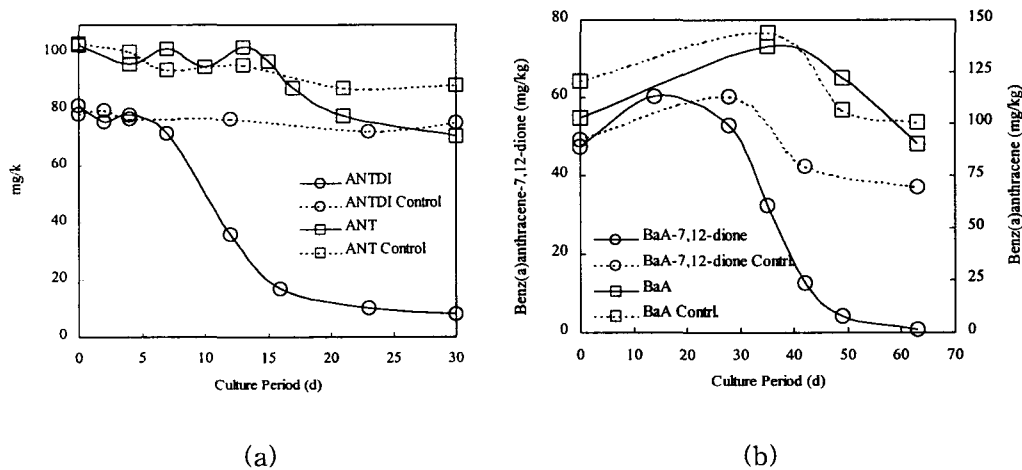 100
80
60
40
20
0
mg/k
0 5 10 15 20 25 30
Culture Period (d)
ANTDI
ANTDI Control
ANT
ANT Control
(a)
80
60
40
20
0
Benz(a)anthracene-7,12-dione (mg/kg)
150
125
100
75
50
25
0
Benz(a)anthracene (mg/kg)
0 10 20 30 40 50 60 70
Culture Period (d)
BaA-7,12-dione
BaA-7,12-dione Contrl.
BaA
BaA Contrl.
(b)